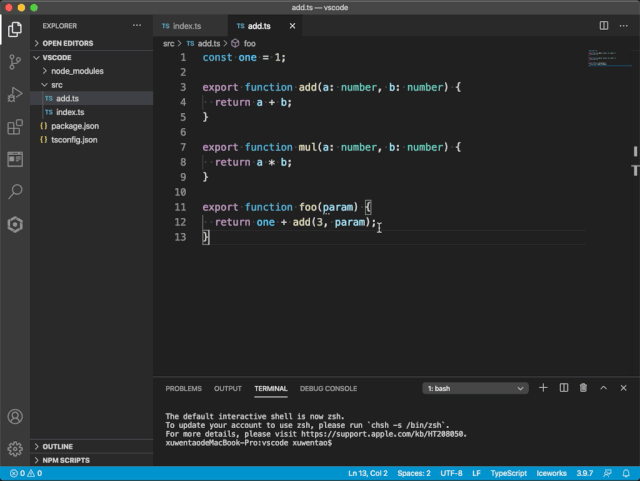 add.ts — vscode
EXPLORER
OPEN EDITORS
VSCODE
node_modules
src
TS add.ts
TS index.ts
{} package.json
{} tsconfig.json
OUTLINE
NPM SCRIPTS
TS index.ts
TS add.ts
src > TS add.ts > foo
1 const one = 1;
2
3 export function add(a: number, b: number) {
4 return a + b;
5 }
6
7 export function mul(a: number, b: number) {
8 return a * b;
9 }
10
11 export function foo(param) {
12 return one + add(3, param);
13 }
PROBLEMS OUTPUT TERMINAL DEBUG CONSOLE 1: bash
The default interactive shell is now zsh.
To update your account to use zsh, please run `chsh -s /bin/zsh`.
For more details, please visit https://support.apple.com/kb/HT208050.
xuwentaodeMacBook-Pro:vscode xuwentao$
0 0 Ln 13, Col 2 Spaces: 2 UTF-8 LF TypeScript Iceworks 3.9.7